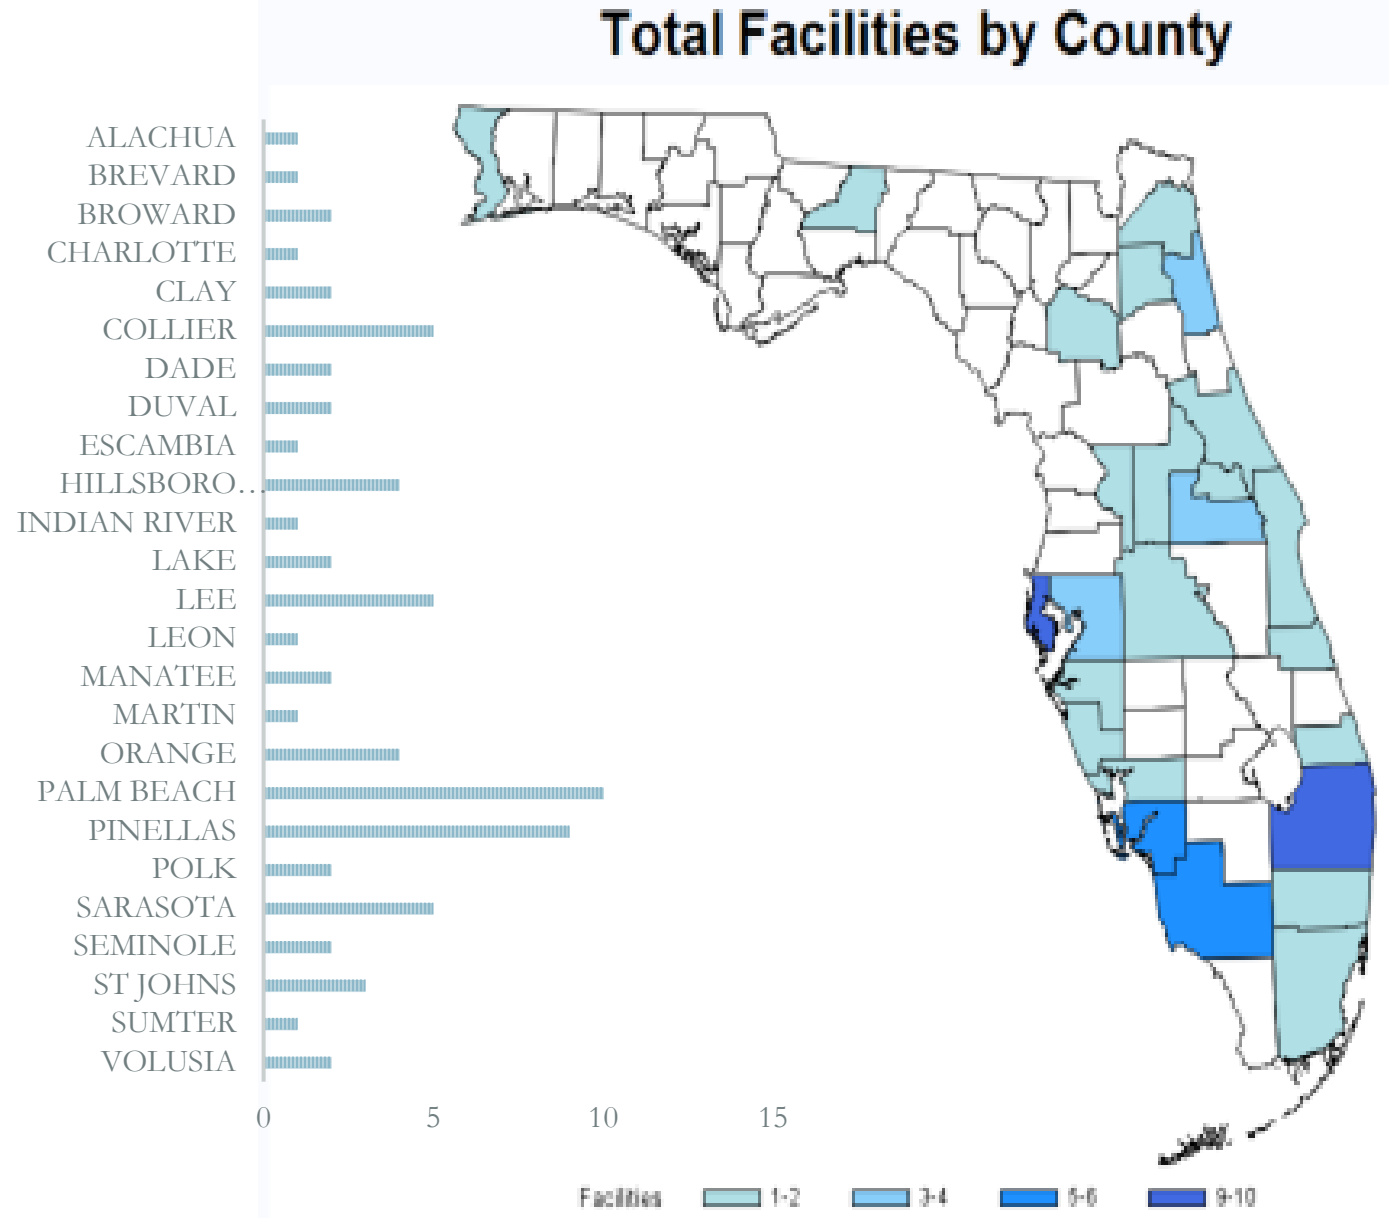 Total Facilities by County
ALACHUA
BREVARD
BROWARD
CHARLOTTE
CLAY
COLLIER
DADE
DUVAL
ESCAMBIA
HILLSBORO…
INDIAN RIVER
LAKE
LEE
LEON
MANATEE
MARTIN
ORANGE
PALM BEACH
PINELLAS
POLK
SARASOTA
SEMINOLE
ST JOHNS
SUMTER
VOLUSIA
0 5 10 15
Facilities 1-2 3-4 5-6 9-10